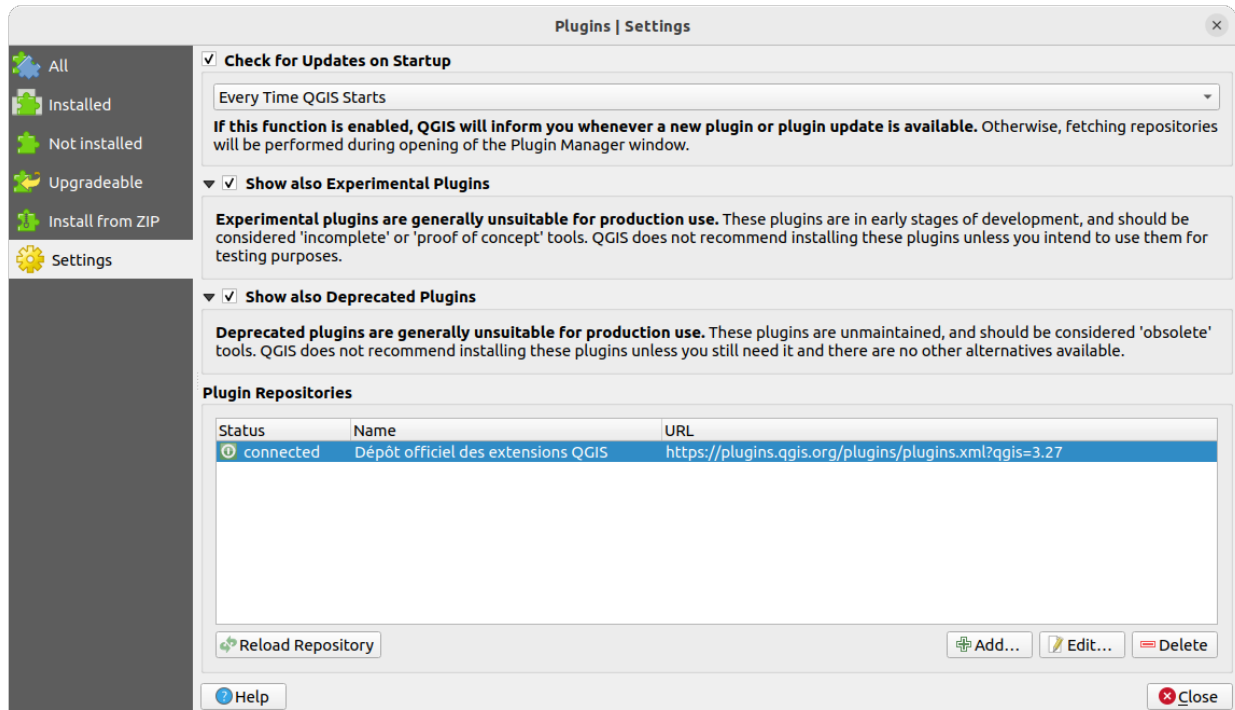 Plugins | Settings
All
Installed
Not installed
Upgradeable
Install from ZIP
Settings
Check for Updates on Startup
Every Time QGIS Starts
If this function is enabled, QGIS will inform you whenever a new plugin or plugin update is available. Otherwise, fetching repositories
will be performed during opening of the Plugin Manager window.
Show also Experimental Plugins
Experimental plugins are generally unsuitable for production use. These plugins are in early stages of development, and should be
considered 'incomplete' or 'proof of concept' tools. QGIS does not recommend installing these plugins unless you intend to use them for
testing purposes.
Show also Deprecated Plugins
Deprecated plugins are generally unsuitable for production use. These plugins are unmaintained, and should be considered 'obsolete'
tools. QGIS does not recommend installing these plugins unless you still need it and there are no other alternatives available.
Plugin Repositories
Status Name URL
connected Dépôt officiel des extensions QGIS https://plugins.qgis.org/plugins/plugins.xml?qgis=3.27
Reload Repository Add... Edit... Delete
Help Close